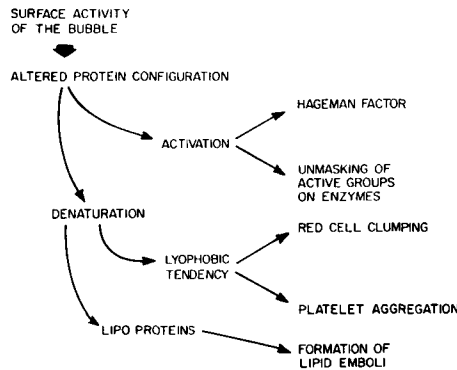 SURFACE ACTIVITY
OF THE BUBBLE
ALTERED PROTEIN CONFIGURATION
HAGEMAN FACTOR
ACTIVATION
UNMASKING OF
ACTIVE GROUPS
ON ENZYMES
DENATURATION
RED CELL CLUMPING
LYOPHOBIC
TENDENCY
PLATELET AGGREGATION
LIPO PROTEINS
FORMATION OF
LIPID EMBOLI